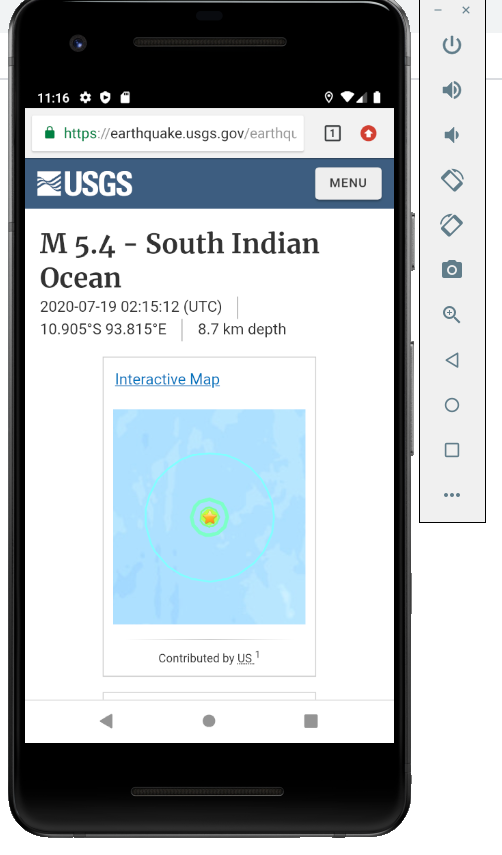 11:16
https://earthquake.usgs.gov/earthqu
1
USGS
MENU
M 5.4 - South Indian
Ocean
2020-07-19 02:15:12 (UTC)
10.905°S 93.815°E
8.7 km depth
Interactive Map
Contributed by US 1